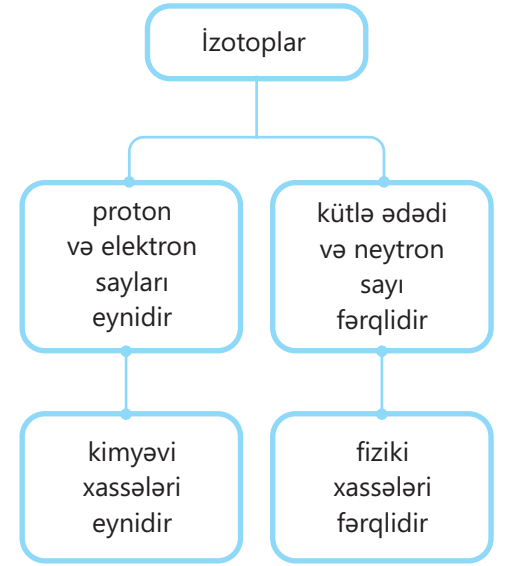 İzotoplar
proton
və elektron
sayları
eynidir
kütlə ədədi
və neytron
sayı
fərqlidir
kimyəvi
xassələri
eynidir
fiziki
xassələri
fərqlidir